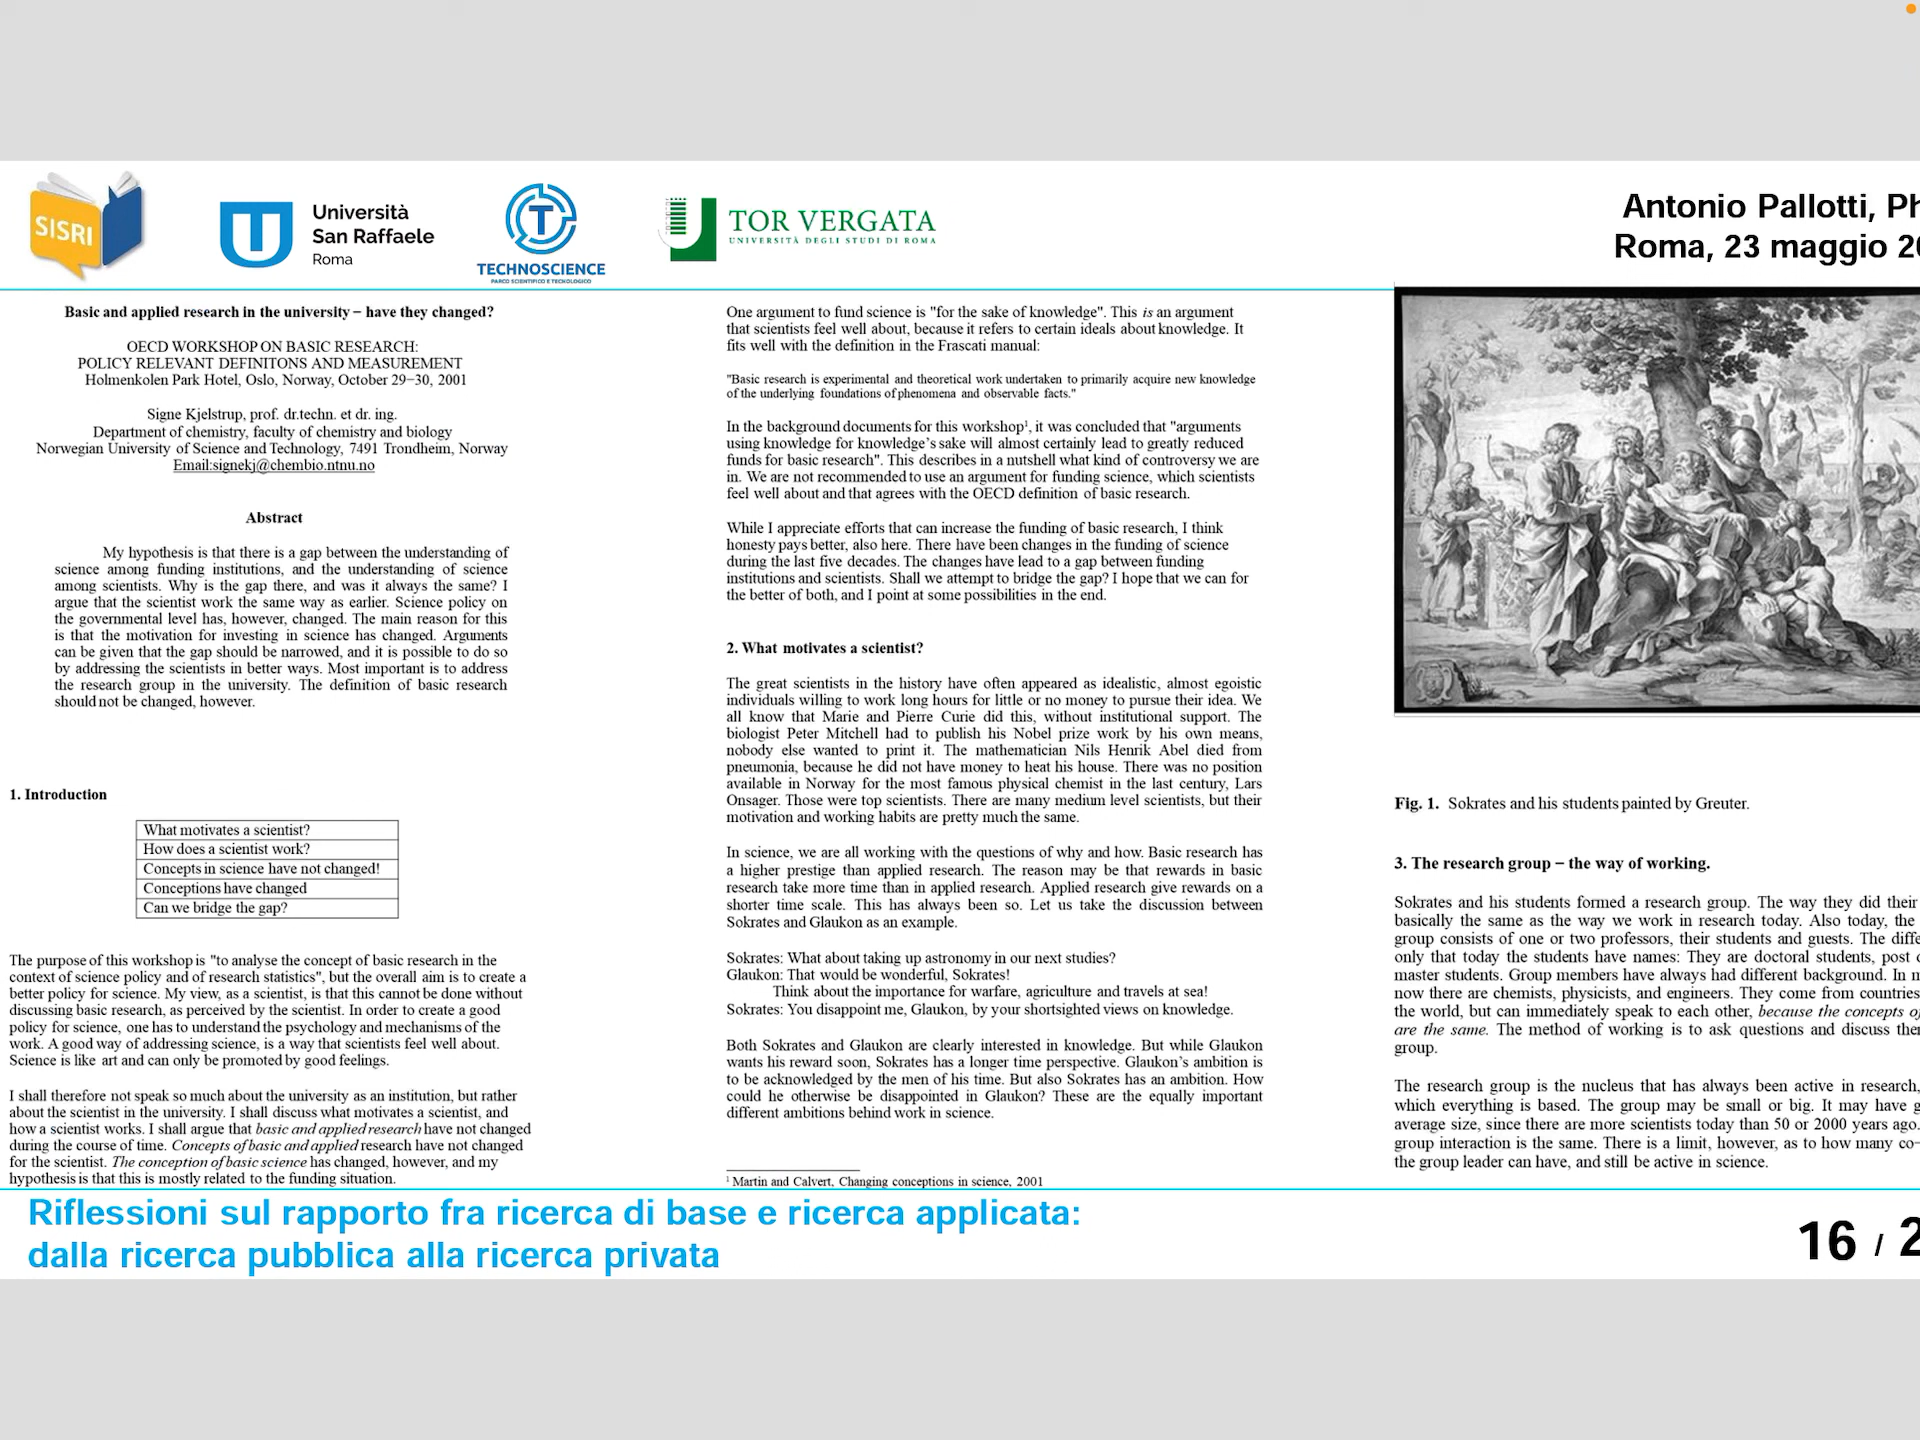 SISRI
Università
San Raffaele
Roma
T
TECHNOSCIENCE
PARCO SCIENTIFICO E TECNOLOGICO
TOR VERGATA
UNIVERSITÀ DEGLI STUDI DI ROMA
Antonio Pallotti, Ph
Roma, 23 maggio 20
Basic and applied research in the university – have they changed?
OECD WORKSHOP ON BASIC RESEARCH:
POLICY RELEVANT DEFINITONS AND MEASUREMENT
Holmenkolen Park Hotel, Oslo, Norway, October 29–30, 2001
Signe Kjelstrup, prof. dr.techn. et dr. ing.
Department of chemistry, faculty of chemistry and biology
Norwegian University of Science and Technology, 7491 Trondheim, Norway
Email:signekj@chembio.ntnu.no
Abstract
My hypothesis is that there is a gap between the understanding of
science among funding institutions, and the understanding of science
among scientists. Why is the gap there, and was it always the same? I
argue that the scientist work the same way as earlier. Science policy on
the governmental level has, however, changed. The main reason for this
is that the motivation for investing in science has changed. Arguments
can be given that the gap should be narrowed, and it is possible to do so
by addressing the scientists in better ways. Most important is to address
the research group in the university. The definition of basic research
should not be changed, however.
1. Introduction
What motivates a scientist?
How does a scientist work?
Concepts in science have not changed!
Conceptions have changed
Can we bridge the gap?
The purpose of this workshop is "to analyse the concept of basic research in the
context of science policy and of research statistics", but the overall aim is to create a
better policy for science. My view, as a scientist, is that this cannot be done without
discussing basic research, as perceived by the scientist. In order to create a good
policy for science, one has to understand the psychology and mechanisms of the
work. A good way of addressing science, is a way that scientists feel well about.
Science is like art and can only be promoted by good feelings.
I shall therefore not speak so much about the university as an institution, but rather
about the scientist in the university. I shall discuss what motivates a scientist, and
how a scientist works. I shall argue that basic and applied research have not changed
during the course of time. Concepts of basic and applied research have not changed
for the scientist. The conception of basic science has changed, however, and my
hypothesis is that this is mostly related to the funding situation.
One argument to fund science is "for the sake of knowledge". This is an argument
that scientists feel well about, because it refers to certain ideals about knowledge. It
fits well with the definition in the Frascati manual:
"Basic research is experimental and theoretical work undertaken to primarily acquire new knowledge
of the underlying foundations of phenomena and observable facts."
In the background documents for this workshop1, it was concluded that "arguments
using knowledge for knowledge's sake will almost certainly lead to greatly reduced
funds for basic research". This describes in a nutshell what kind of controversy we are
in. We are not recommended to use an argument for funding science, which scientists
feel well about and that agrees with the OECD definition of basic research.
While I appreciate efforts that can increase the funding of basic research, I think
honesty pays better, also here. There have been changes in the funding of science
during the last five decades. The changes have lead to a gap between funding
institutions and scientists. Shall we attempt to bridge the gap? I hope that we can for
the better of both, and I point at some possibilities in the end.
2. What motivates a scientist?
The great scientists in the history have often appeared as idealistic, almost egoistic
individuals willing to work long hours for little or no money to pursue their idea. We
all know that Marie and Pierre Curie did this, without institutional support. The
biologist Peter Mitchell had to publish his Nobel prize work by his own means,
nobody else wanted to print it. The mathematician Nils Henrik Abel died from
pneumonia, because he did not have money to heat his house. There was no position
available in Norway for the most famous physical chemist in the last century, Lars
Onsager. Those were top scientists. There are many medium level scientists, but their
motivation and working habits are pretty much the same.
In science, we are all working with the questions of why and how. Basic research has
a higher prestige than applied research. The reason may be that rewards in basic
research take more time than in applied research. Applied research give rewards on a
shorter time scale. This has always been so. Let us take the discussion between
Sokrates and Glaukon as an example.
Sokrates: What about taking up astronomy in our next studies?
Glaukon: That would be wonderful, Sokrates!
Think about the importance for warfare, agriculture and travels at sea!
Sokrates: You disappoint me, Glaukon, by your shortsighted views on knowledge.
Both Sokrates and Glaukon are clearly interested in knowledge. But while Glaukon
wants his reward soon, Sokrates has a longer time perspective. Glaukon's ambition is
to be acknowledged by the men of his time. But also Sokrates has an ambition. How
could he otherwise be disappointed in Glaukon? These are the equally important
different ambitions behind work in science.
1 Martin and Calvert, Changing conceptions in science, 2001
Fig. 1. Sokrates and his students painted by Greuter.
3. The research group – the way of working.
Sokrates and his students formed a research group. The way they did their
basically the same as the way we work in research today. Also today, the
group consists of one or two professors, their students and guests. The diffe
only that today the students have names: They are doctoral students, post
master students. Group members have always had different background. In
now there are chemists, physicists, and engineers. They come from countries
the world, but can immediately speak to each other, because the concepts
are the same. The method of working is to ask questions and discuss
group.
The research group is the nucleus that has always been active in research,
which everything is based. The group may be small or big. It may have
average size, since there are more scientists today than 50 or 2000 years ago.
group interaction is the same. There is a limit, however, as to how many co-
the group leader can have, and still be active in science.
Riflessioni sul rapporto fra ricerca di base e ricerca applicata:
dalla ricerca pubblica alla ricerca privata
16 / 2